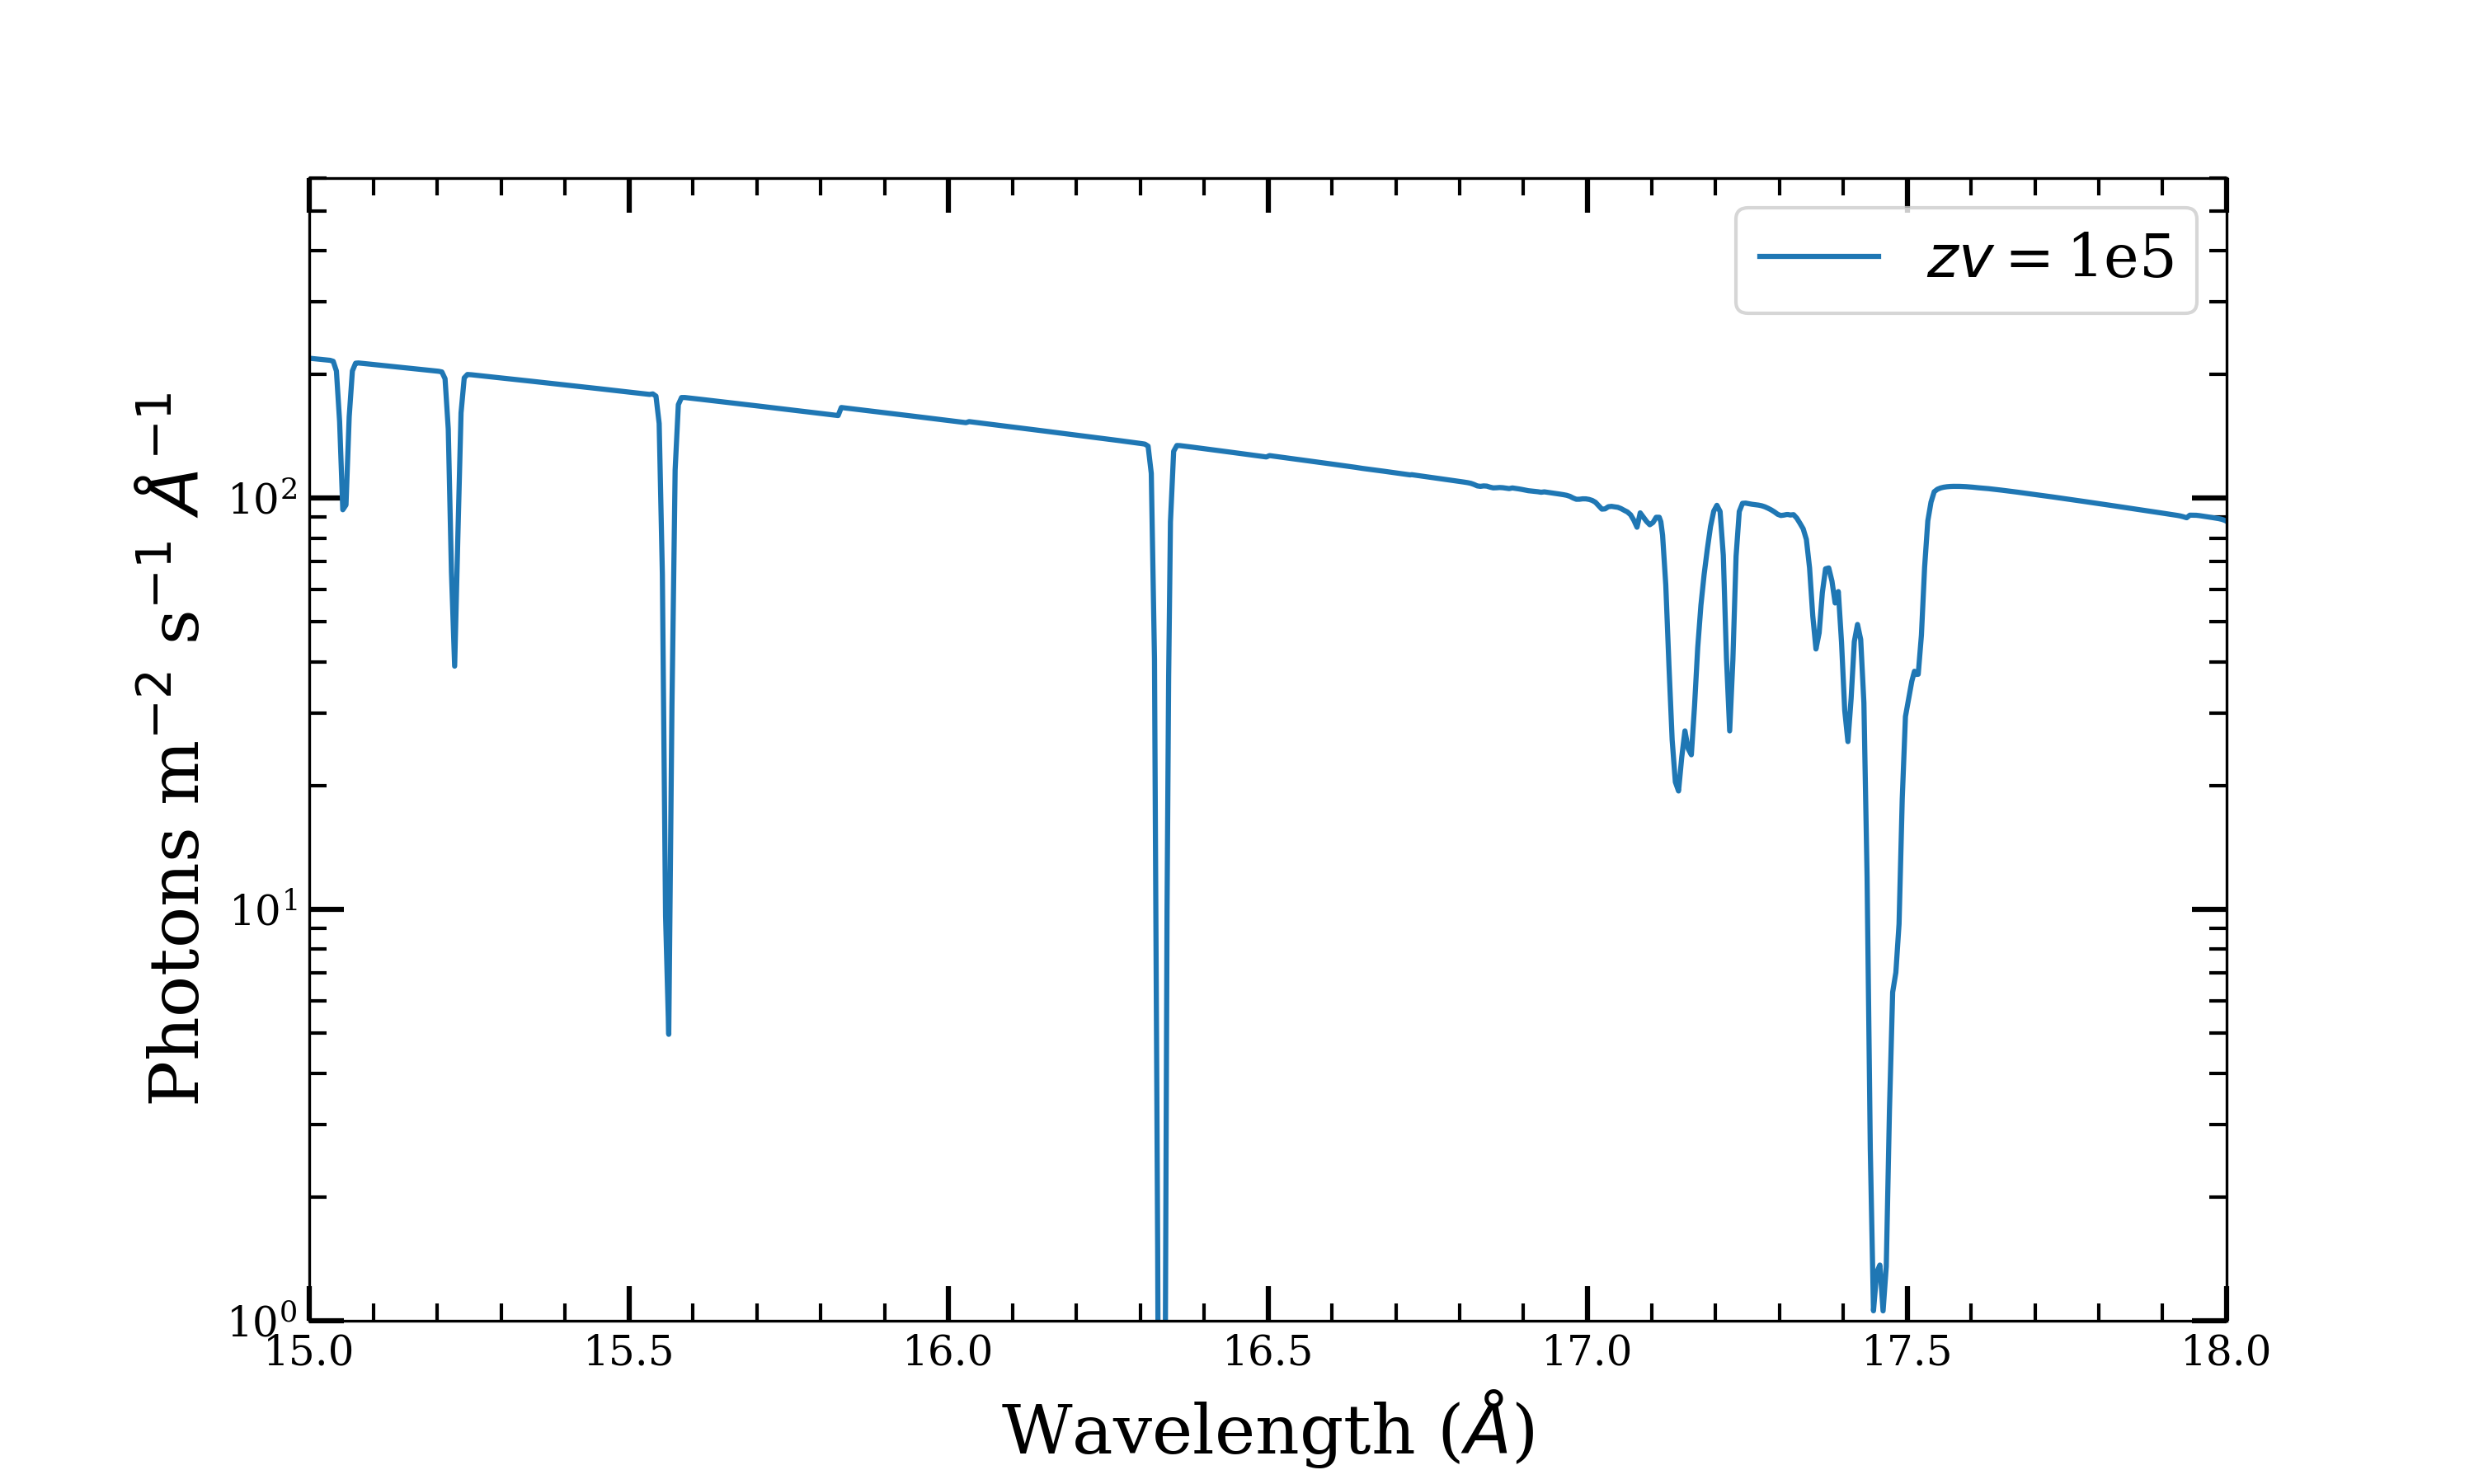 zv = 1e5
Photons m⁻² s⁻¹ Å⁻¹
10²
10¹
10⁰
15.0 15.5 16.0 16.5 17.0 17.5 18.0
Wavelength (Å)